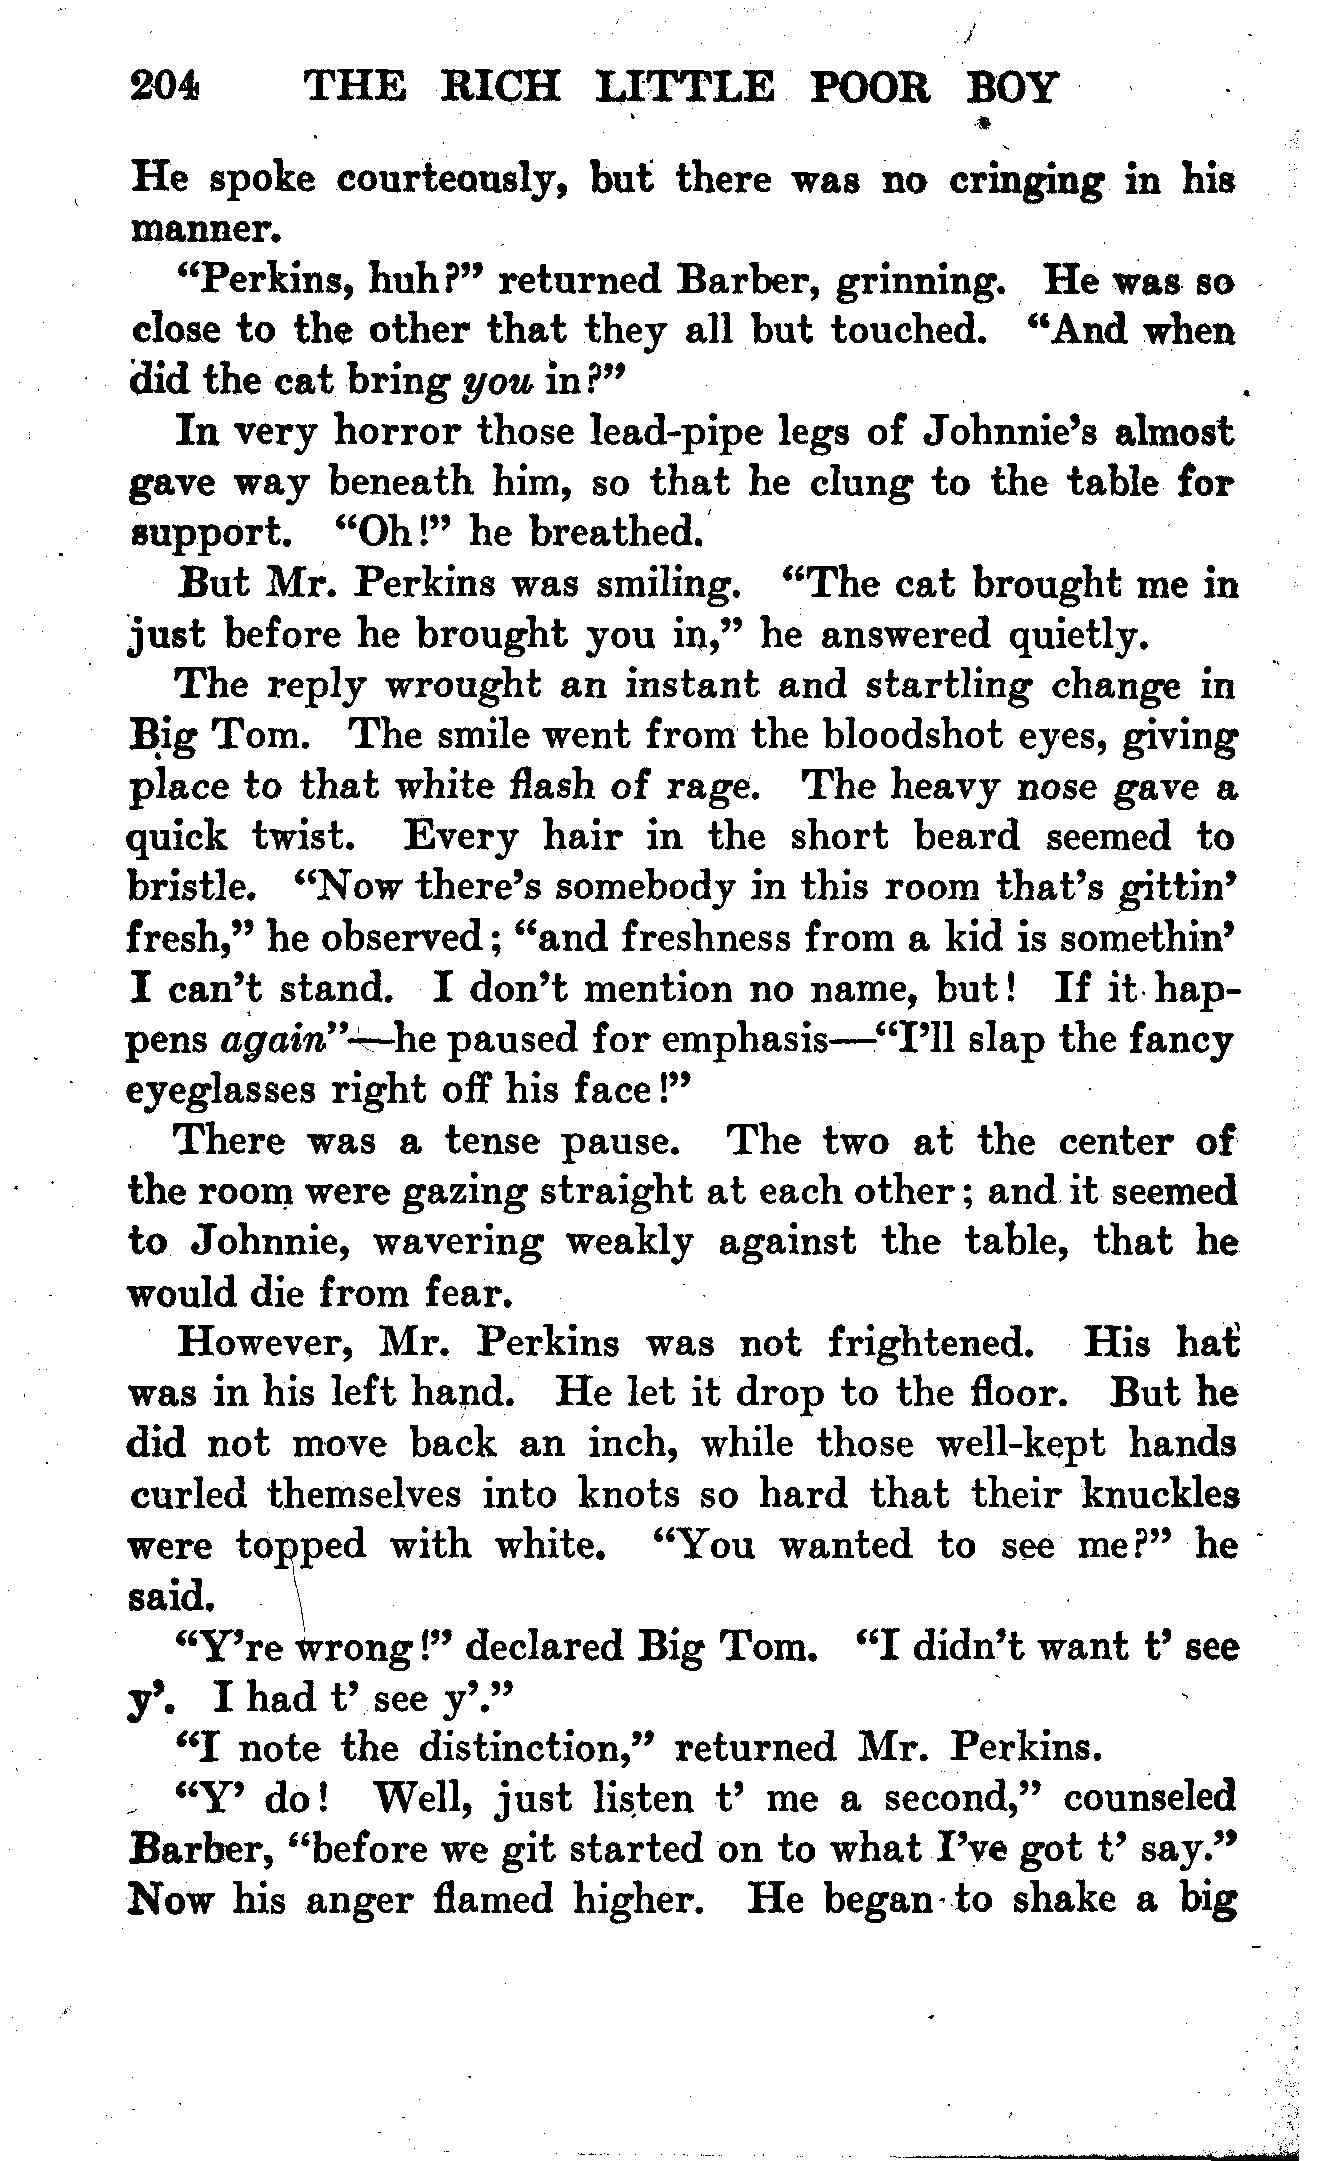 204 THE RICH LITTLE POOR BOY
He spoke courteously, but there was no cringing in his
manner.
“Perkins, huh?” returned Barber, grinning. He was so
close to the other that they all but touched. “And when
did the cat bring you in?”
In very horror those lead-pipe legs of Johnnie’s almost
gave way beneath him, so that he clung to the table for
support. “Oh!” he breathed.
But Mr. Perkins was smiling. “The cat brought me in
just before he brought you in,” he answered quietly.
The reply wrought an instant and startling change in
Big Tom. The smile went from the bloodshot eyes, giving
place to that white flash of rage. The heavy nose gave a
quick twist. Every hair in the short beard seemed to
bristle. “Now there’s somebody in this room that’s gittin’
fresh,” he observed; “and freshness from a kid is somethin’
I can’t stand. I don’t mention no name, but! If it hap-
pens again”—he paused for emphasis—“I’ll slap the fancy
eyeglasses right off his face!”
There was a tense pause. The two at the center of
the room were gazing straight at each other; and it seemed
to Johnnie, wavering weakly against the table, that he
would die from fear.
However, Mr. Perkins was not frightened. His hat
was in his left hand. He let it drop to the floor. But he
did not move back an inch, while those well-kept hands
curled themselves into knots so hard that their knuckles
were topped with white. “You wanted to see me?” he
said.
“Y’re wrong!” declared Big Tom. “I didn’t want t’ see
y’. I had t’ see y’.”
“I note the distinction,” returned Mr. Perkins.
“Y’ do! Well, just listen t’ me a second,” counseled
Barber, “before we git started on to what I’ve got t’ say.”
Now his anger flamed higher. He began to shake a big